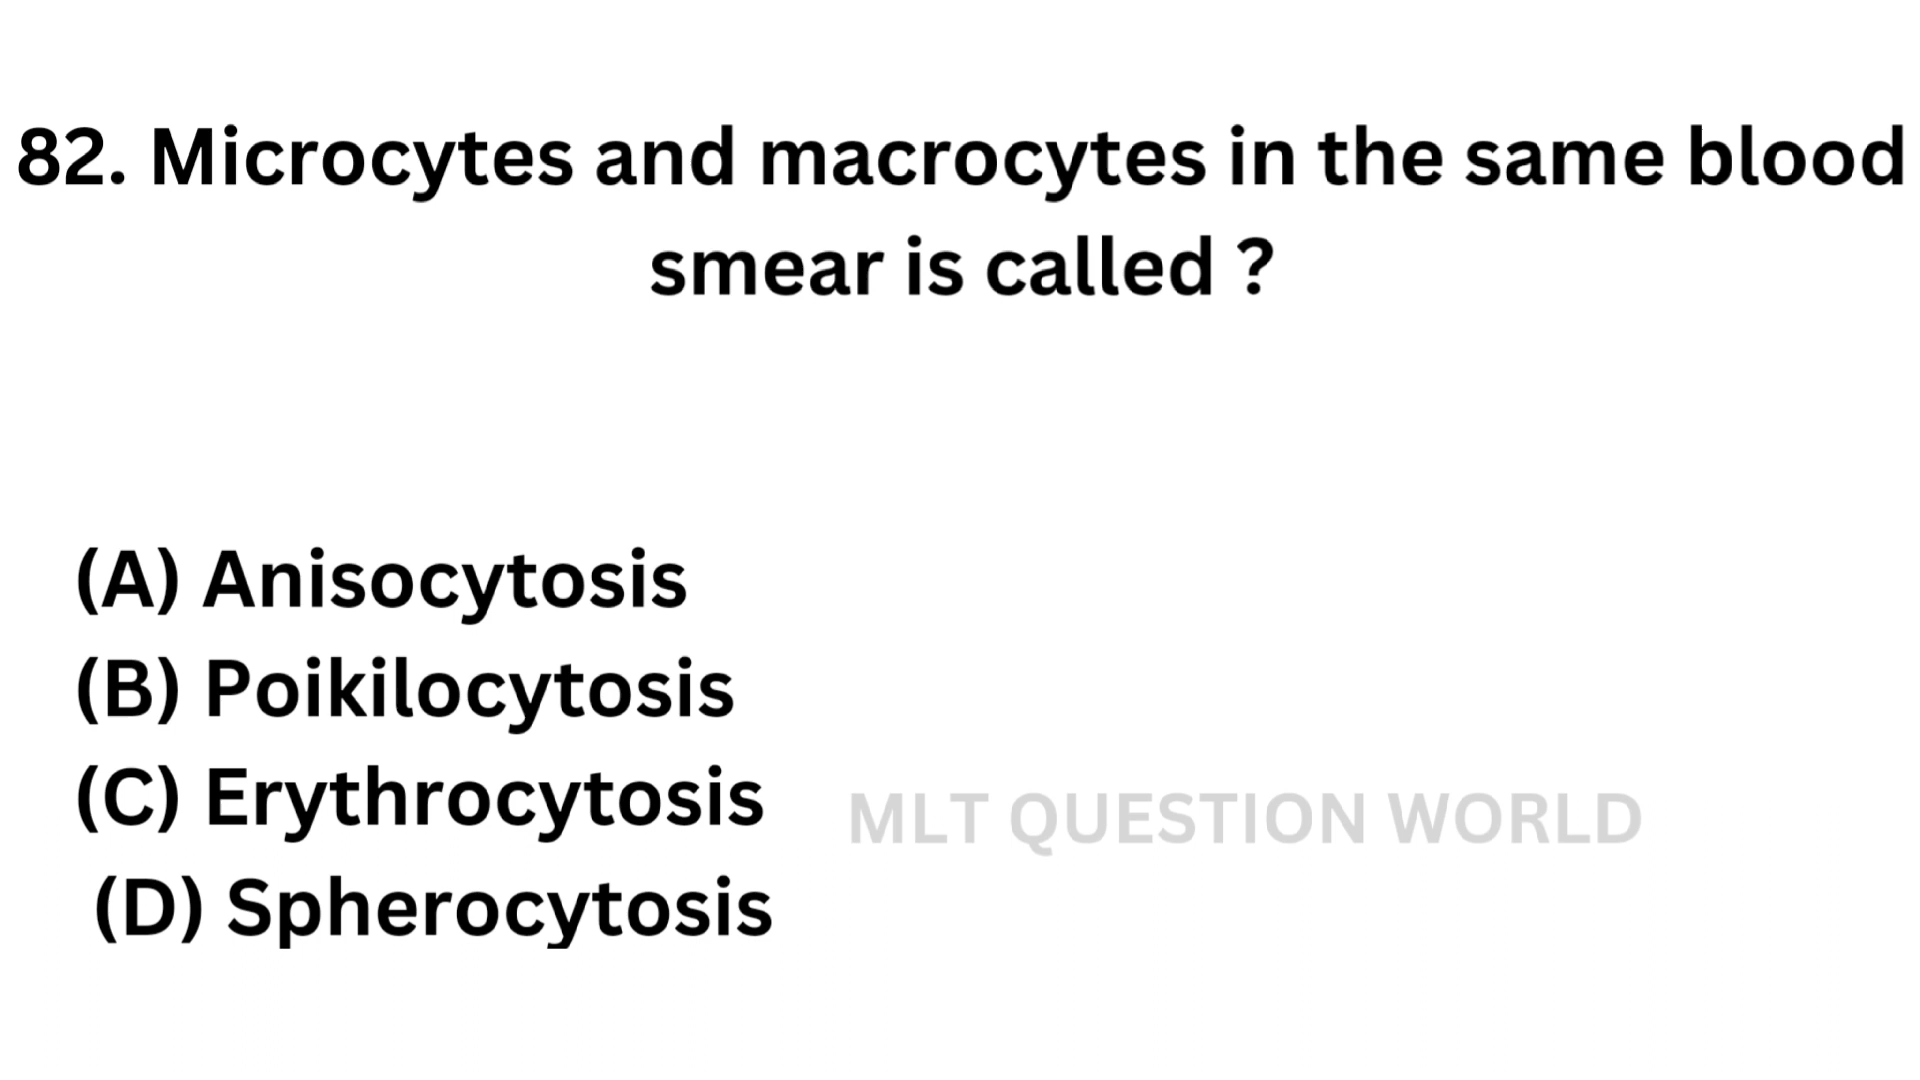 82. Microcytes and macrocytes in the same blood
smear is called ?
(A) Anisocytosis
(B) Poikilocytosis
(C) Erythrocytosis
MLT QUESTION WORLD
(D) Spherocytosis